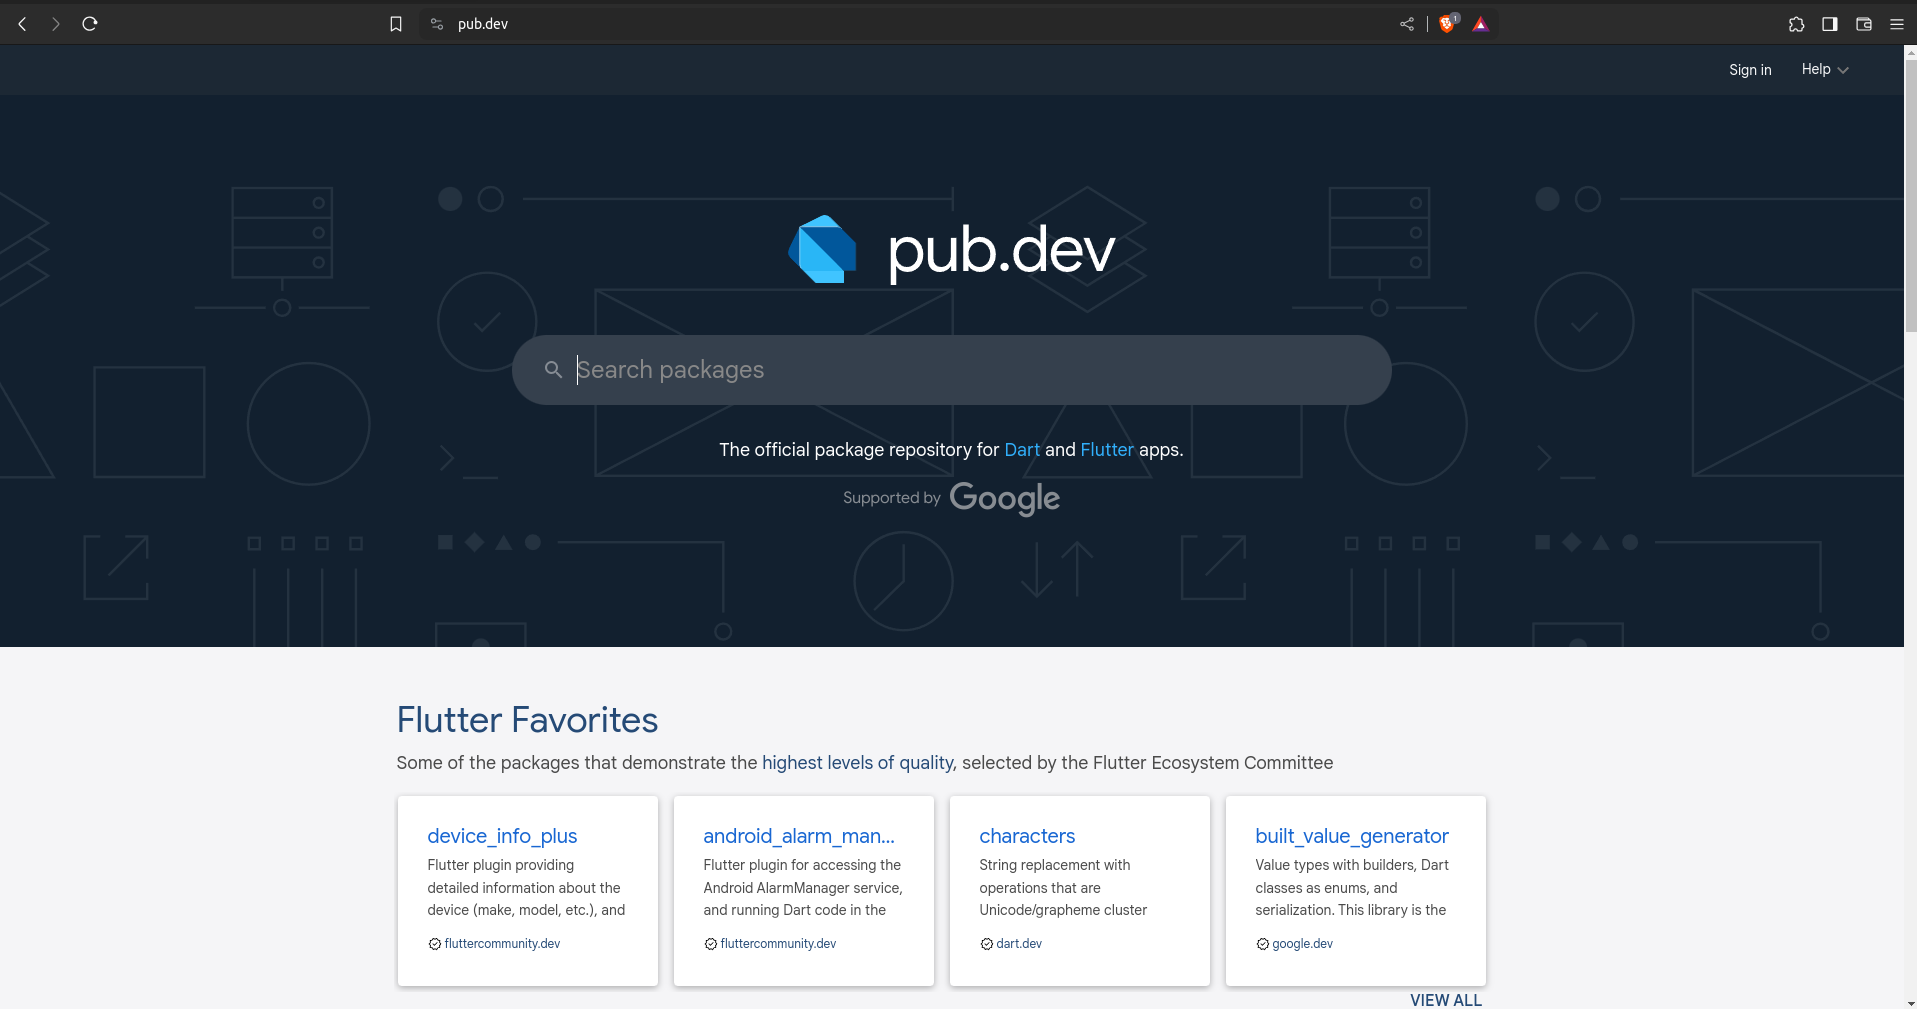 pub.dev
1
Sign in
Help
pub.dev
Search packages
The official package repository for Dart and Flutter apps.
Supported by Google
Flutter Favorites
Some of the packages that demonstrate the highest levels of quality, selected by the Flutter Ecosystem Committee
device_info_plus
Flutter plugin providing
detailed information about the
device (make, model, etc.), and
fluttercommunity.dev
android_alarm_man...
Flutter plugin for accessing the
Android AlarmManager service,
and running Dart code in the
fluttercommunity.dev
characters
String replacement with
operations that are
Unicode/grapheme cluster
dart.dev
built_value_generator
Value types with builders, Dart
classes as enums, and
serialization. This library is the
google.dev
VIEW ALL